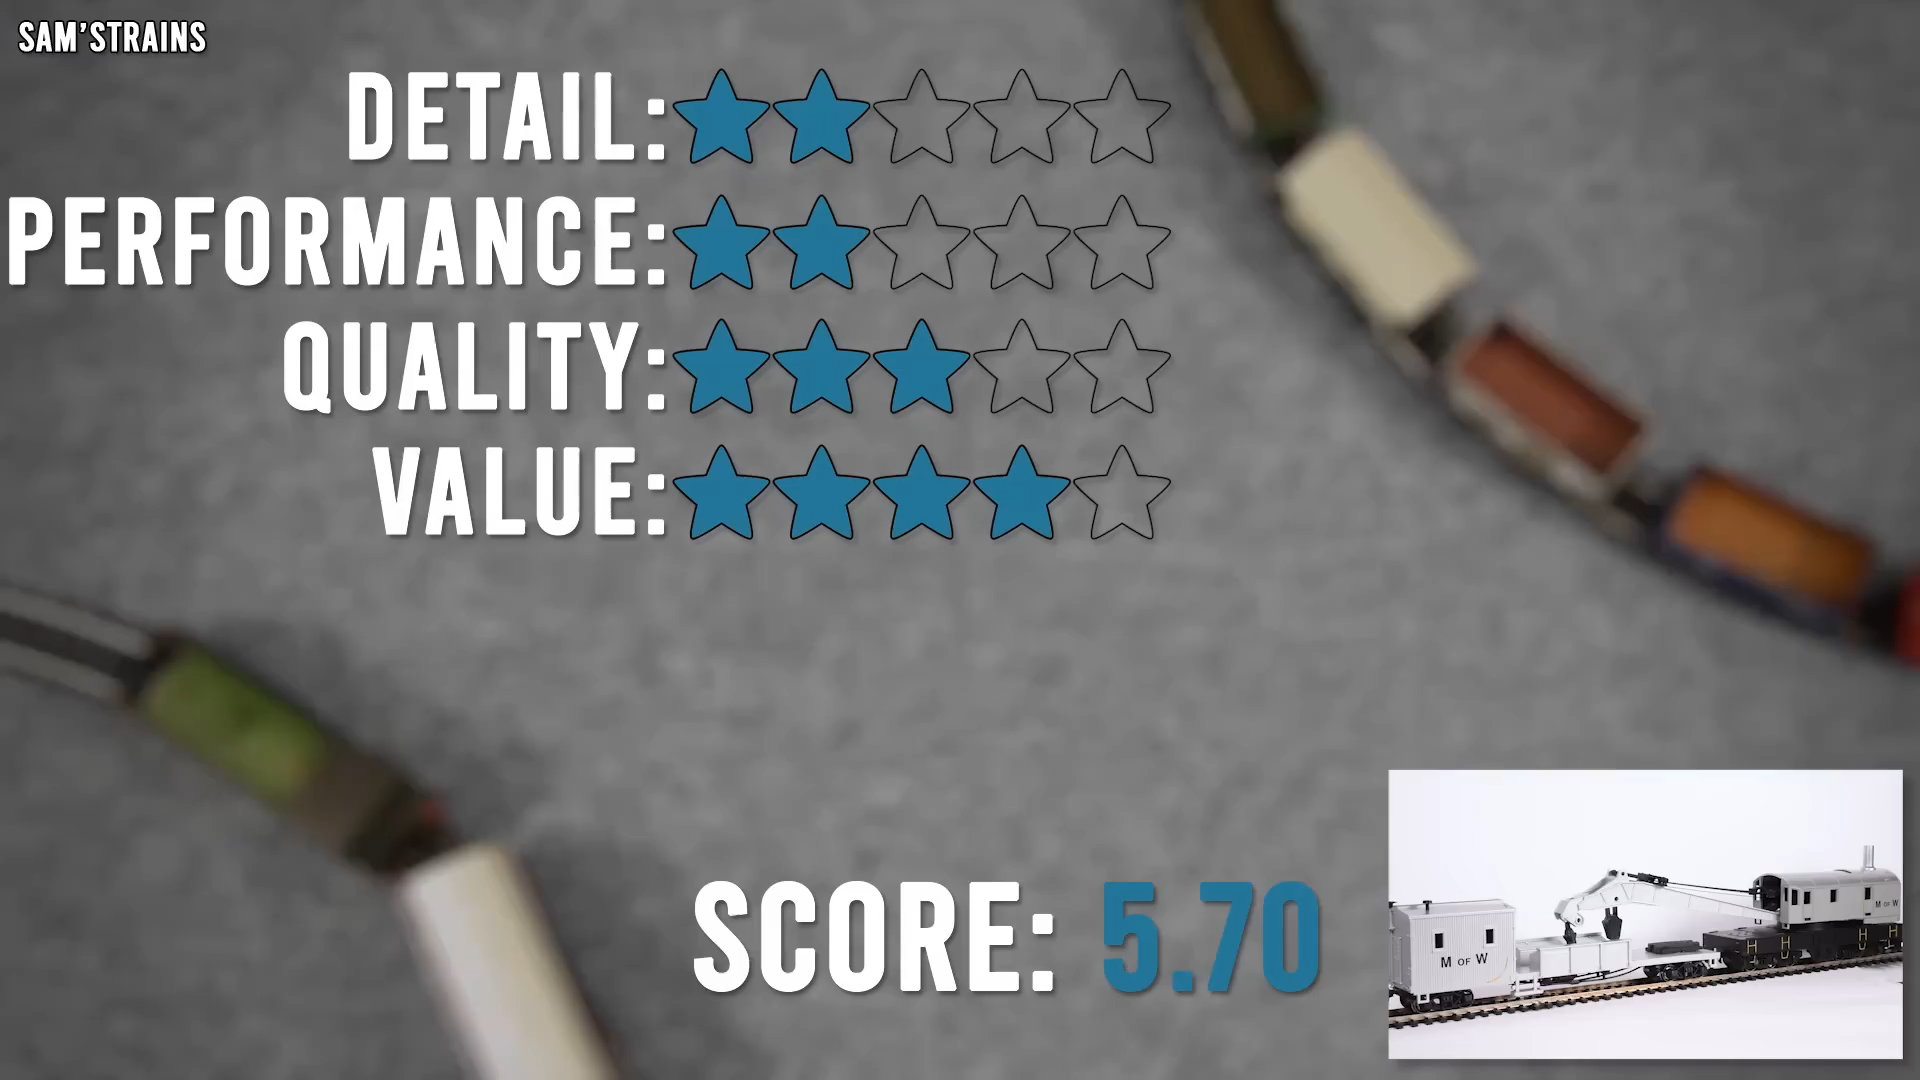 SAM'STRAINS
DETAIL:
PERFORMANCE:
QUALITY:
VALUE:
SCORE: 5.70
M OF W
M OF W